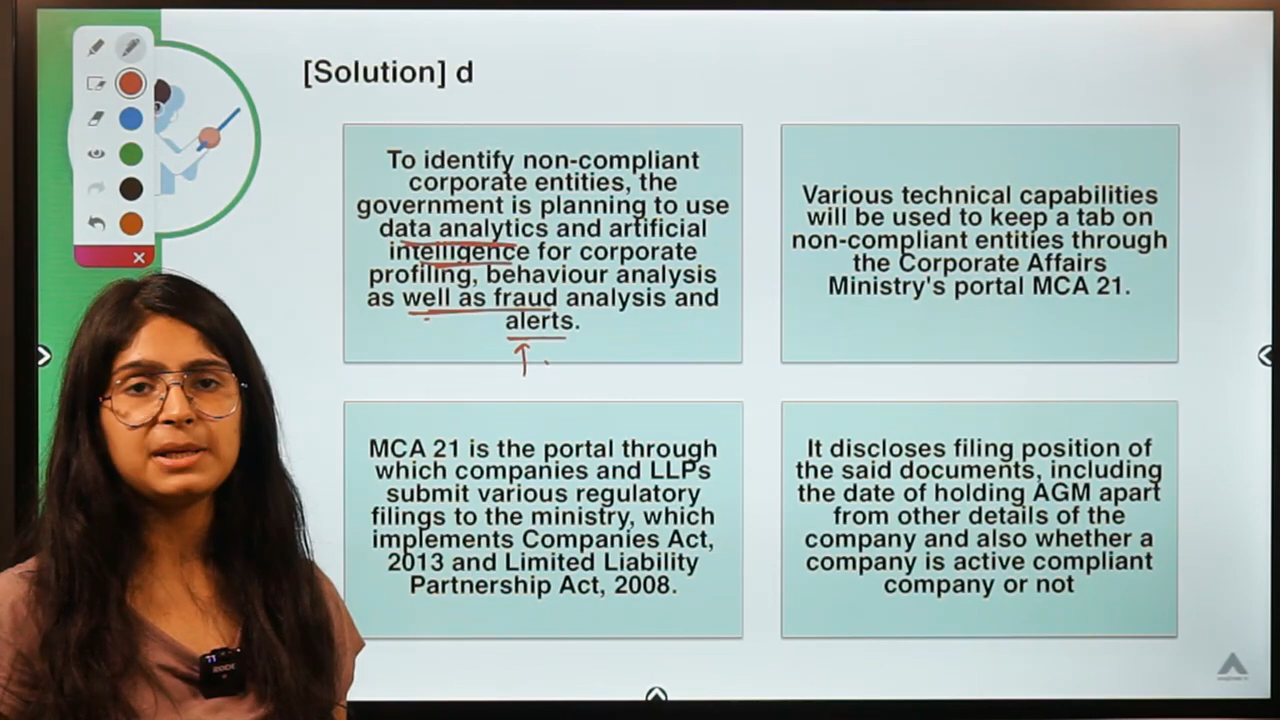 [Solution] d
To identify non-compliant
corporate entities, the
government is planning to use
data analytics and artificial
intelligence for corporate
profiling, behaviour analysis
as well as fraud analysis and
alerts.
Various technical capabilities
will be used to keep a tab on
non-compliant entities through
the Corporate Affairs
Ministry's portal MCA 21.
MCA 21 is the portal through
which companies and LLPs
submit various regulatory
filings to the ministry, which
implements Companies Act,
2013 and Limited Liability
Partnership Act, 2008.
It discloses filing position of
the said documents, including
the date of holding AGM apart
from other details of the
company and also whether a
company is active compliant
company or not